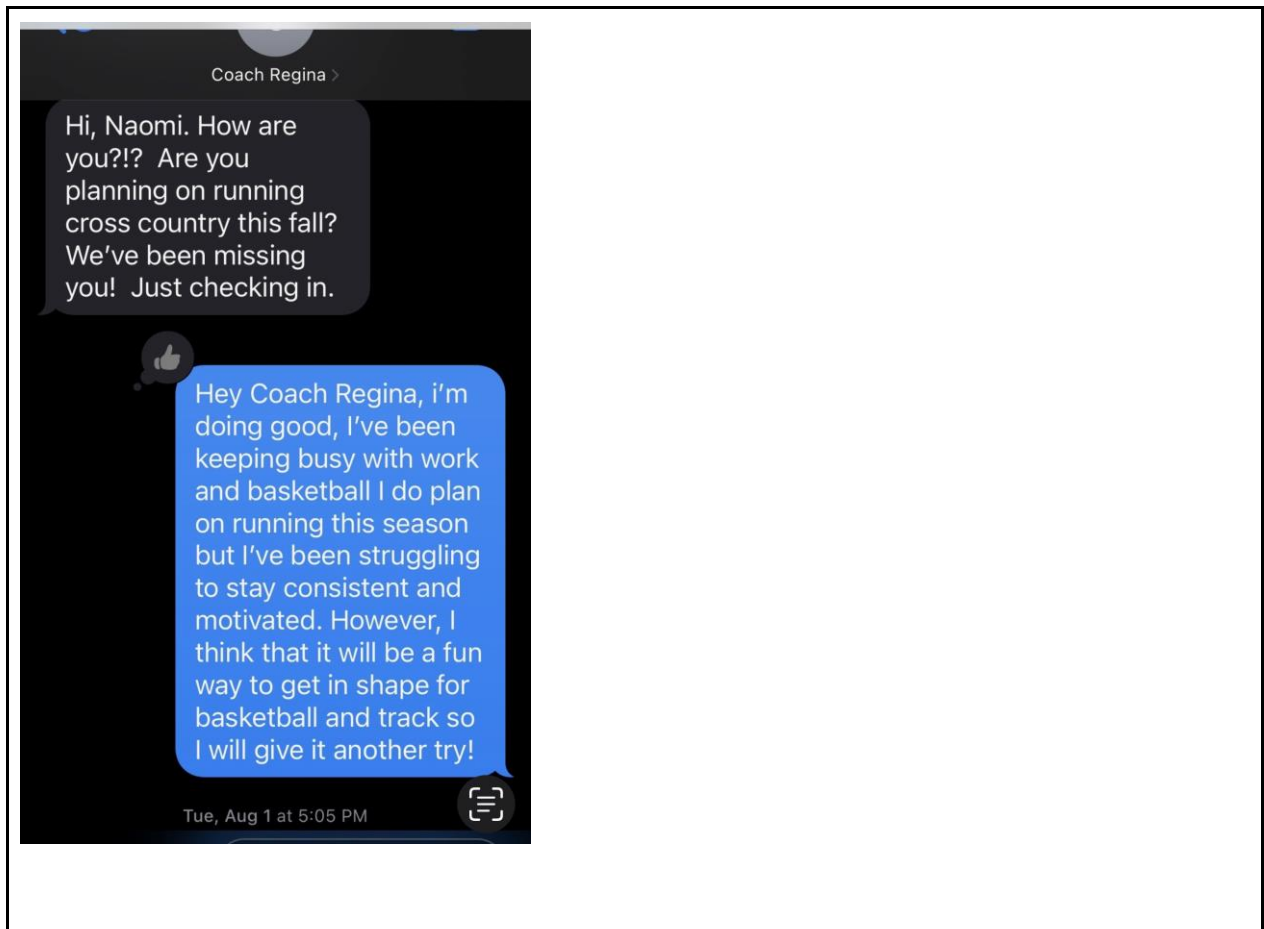 Coach Regina
Hi, Naomi. How are
you?!?  Are you
planning on running
cross country this fall?
We’ve been missing
you!  Just checking in.
Hey Coach Regina, i’m
doing good, I’ve been
keeping busy with work
and basketball I do plan
on running this season
but I’ve been struggling
to stay consistent and
motivated. However, I
think that it will be a fun
way to get in shape for
basketball and track so
I will give it another try!
Tue, Aug 1 at 5:05 PM